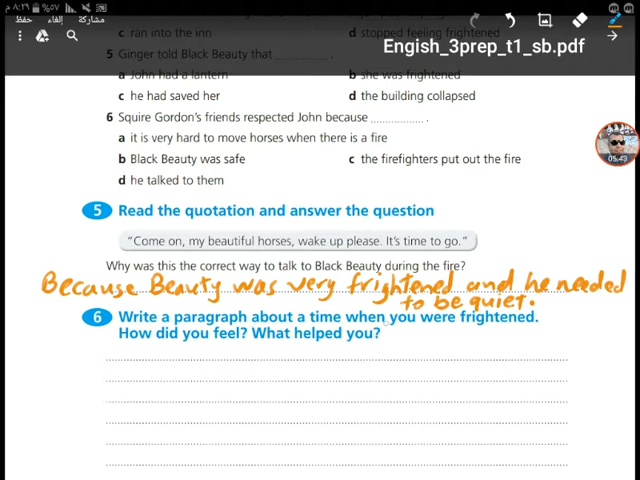 مشاركة إلغاء حفظ
٥٧% ٨:٢٩ م
c ran into the inn d stopped feeling frightened
Engish_3prep_t1_sb.pdf
5 Ginger told Black Beauty that ............... .
a John had a lantern b she was frightened
c he had saved her d the building collapsed
6 Squire Gordon's friends respected John because ................. .
a it is very hard to move horses when there is a fire
b Black Beauty was safe c the firefighters put out the fire
d he talked to them
05:43
5 Read the quotation and answer the question
"Come on, my beautiful horses, wake up please. It's time to go."
Why was this the correct way to talk to Black Beauty during the fire?
Because Beauty was very frightened and he needed
to be quiet.
6 Write a paragraph about a time when you were frightened.
How did you feel? What helped you?